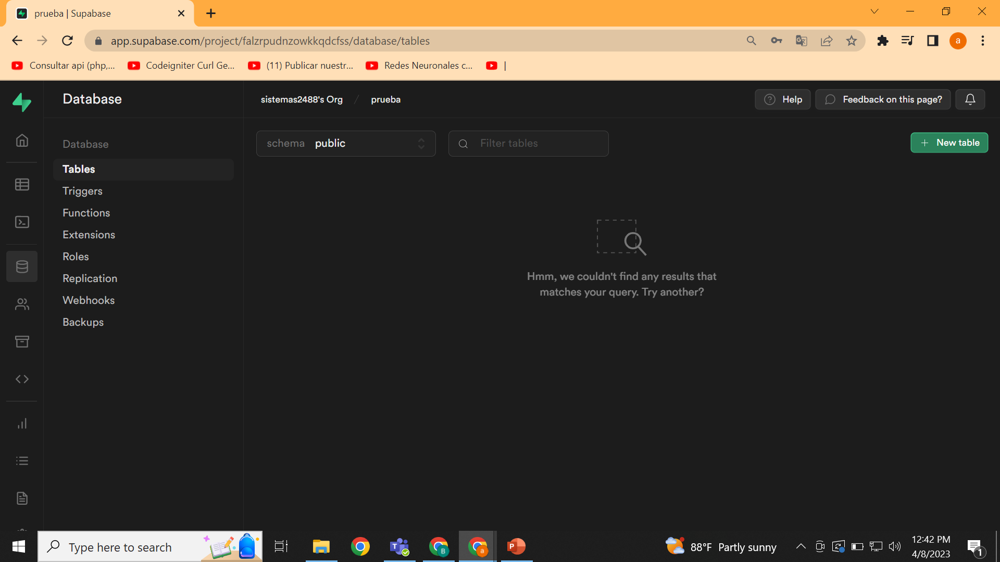 prueba | Supabase
app.supabase.com/project/falzrpudnzowkkqdcfss/database/tables
a
Consultar api (php,...
Codeigniter Curl Ge...
(11) Publicar nuestr...
Redes Neuronales c...
|
Database
sistemas2488's Org / prueba
Help
Feedback on this page?
Database
Tables
Triggers
Functions
Extensions
Roles
Replication
Webhooks
Backups
schema public
Filter tables
New table
Hmm, we couldn't find any results that
matches your query. Try another?
Type here to search
T
B
a
P
88°F Partly sunny
12:42 PM
4/8/2023
1